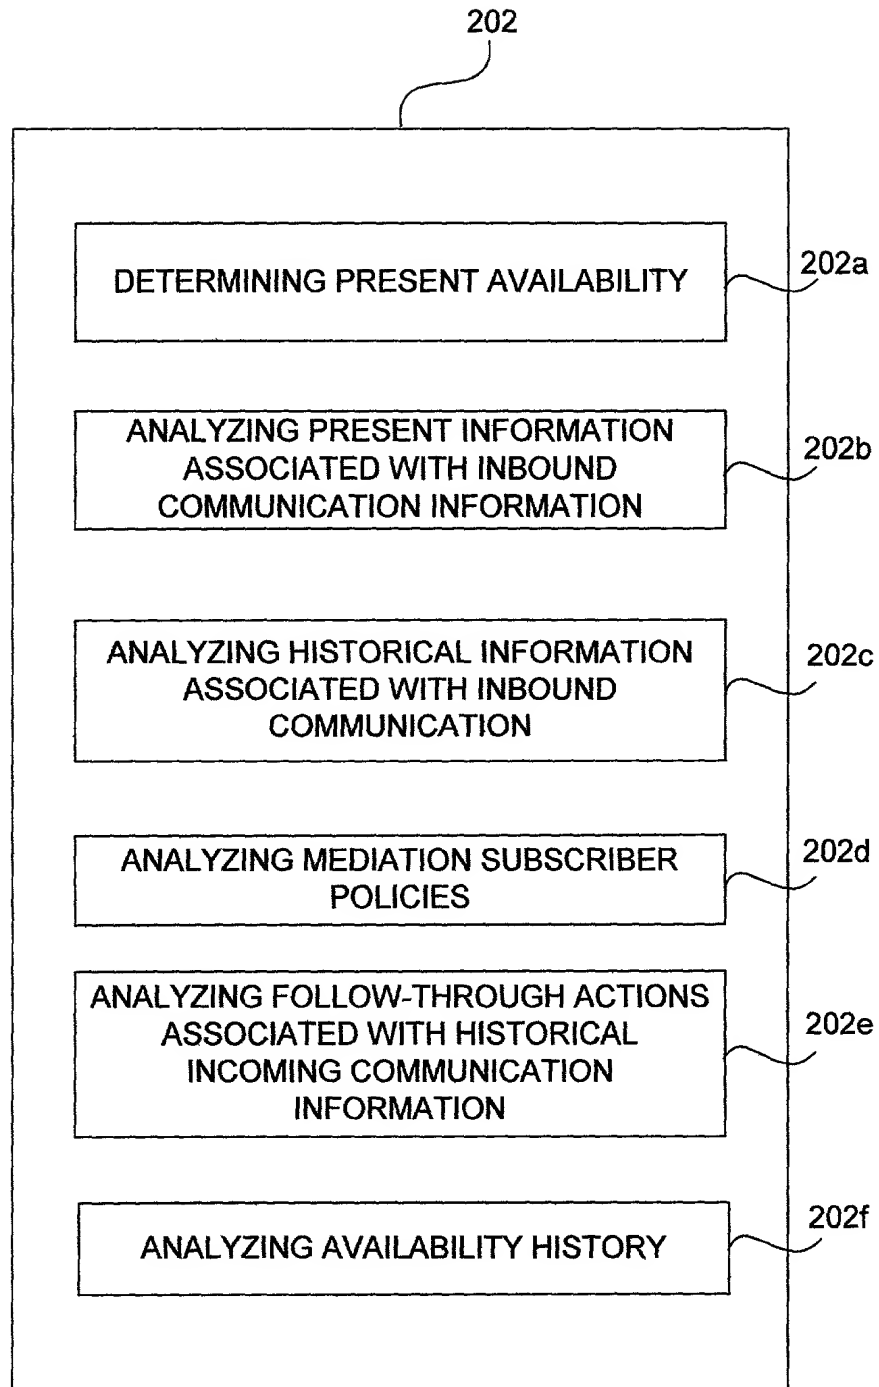 202
DETERMINING PRESENT AVAILABILITY
202a
ANALYZING PRESENT INFORMATION
ASSOCIATED WITH INBOUND
COMMUNICATION INFORMATION
202b
ANALYZING HISTORICAL INFORMATION
ASSOCIATED WITH INBOUND
COMMUNICATION
202c
ANALYZING MEDIATION SUBSCRIBER
POLICIES
202d
ANALYZING FOLLOW-THROUGH ACTIONS
ASSOCIATED WITH HISTORICAL
INCOMING COMMUNICATION
INFORMATION
202e
ANALYZING AVAILABILITY HISTORY
202f